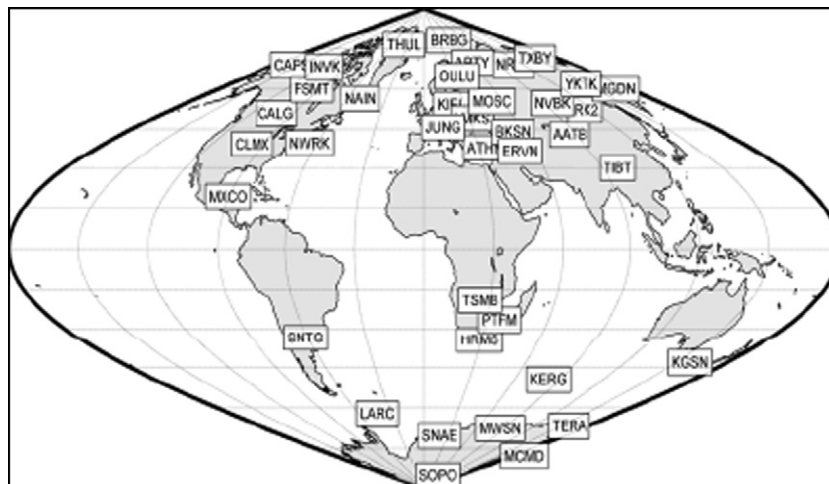 THUL
BRBG
CAPS
INVK
TXBY
OULU
FSMT
NAIN
YKTK
MGDN
MOSC
NVBK
CALG
JUNG
BKSN
AATB
CLMX
NWRK
ERVN
TIBT
MXCO
TSMB
PTFM
SNTG
KGSN
KERG
LARC
SNAE
MWSN
TERA
MCMD
SOPO